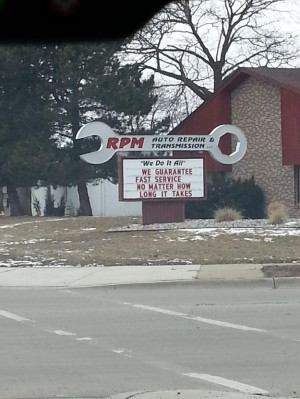 RPM AUTO REPAIR &
TRANSMISSION
"We Do It All"
WE GUARANTEE
FAST SERVICE
NO MATTER HOW
LONG IT TAKES